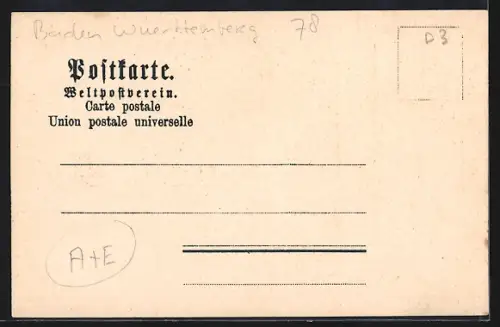 Baden Wuerttemberg 78
D3
Postkarte.
Weltpostverein.
Carte postale
Union postale universelle
A+E